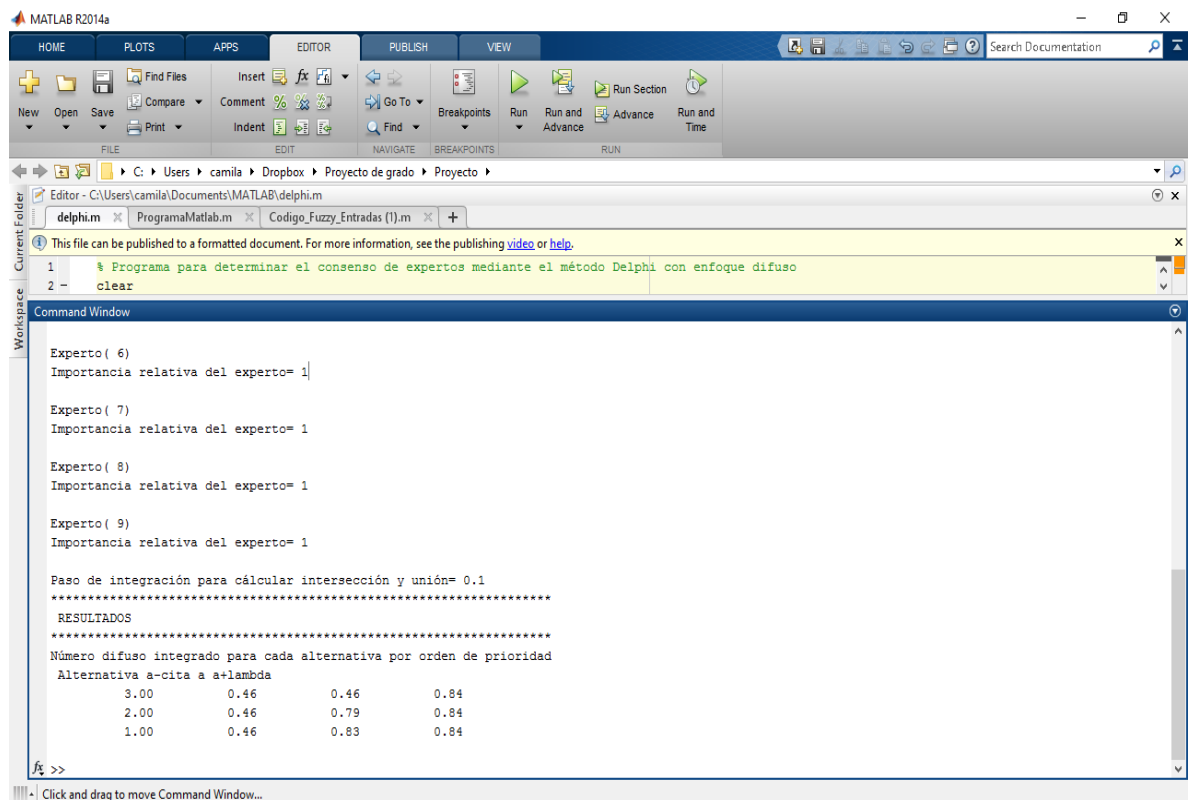 MATLAB R2014a
HOME PLOTS APPS EDITOR PUBLISH VIEW Search Documentation
New Open Save Find Files Compare Print
Insert fx Comment Indent
Go To Find
Breakpoints Run Run and Advance Run Section Advance Run and Time
FILE EDIT NAVIGATE BREAKPOINTS RUN
C: Users camila Dropbox Proyecto de grado Proyecto
Current Folder
Workspace
Editor - C:\Users\camila\Documents\MATLAB\delphi.m
delphi.m ProgramaMatlab.m Codigo_Fuzzy_Entradas (1).m +
This file can be published to a formatted document. For more information, see the publishing video or help.
1 % Programa para determinar el consenso de expertos mediante el método Delphi con enfoque difuso
2 - clear
Command Window
Experto( 6)
Importancia relativa del experto= 1
Experto( 7)
Importancia relativa del experto= 1
Experto( 8)
Importancia relativa del experto= 1
Experto( 9)
Importancia relativa del experto= 1
Paso de integración para cálcular intersección y unión= 0.1
********************************************************************
RESULTADOS
********************************************************************
Número difuso integrado para cada alternativa por orden de prioridad
Alternativa a-cita a a+lambda
3.00 0.46 0.46 0.84
2.00 0.46 0.79 0.84
1.00 0.46 0.83 0.84
fx >>
Click and drag to move Command Window...